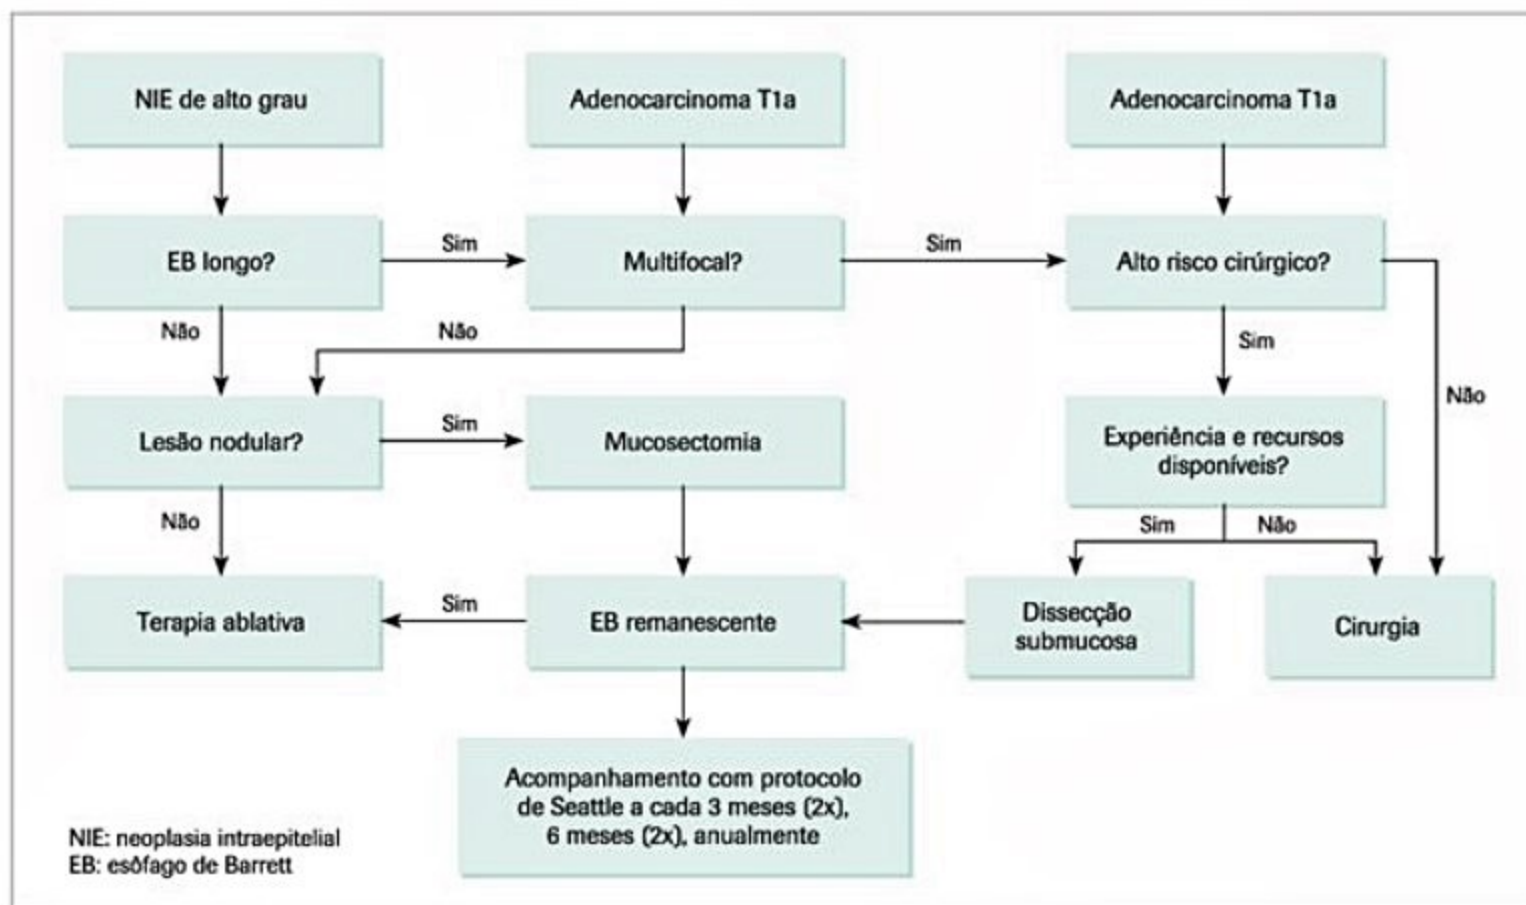 NIE de alto grau
Adenocarcinoma T1a
Adenocarcinoma T1a
EB longo?
Sim
Multifocal?
Sim
Alto risco cirúrgico?
Não
Não
Sim
Não
Lesão nodular?
Sim
Mucosectomia
Experiência e recursos
disponíveis?
Não
Sim
Não
Terapia ablativa
Sim
EB remanescente
Dissecção
submucosa
Cirurgia
Acompanhamento com protocolo
de Seattle a cada 3 meses (2x),
6 meses (2x), anualmente
NIE: neoplasia intraepitelial
EB: esôfago de Barrett